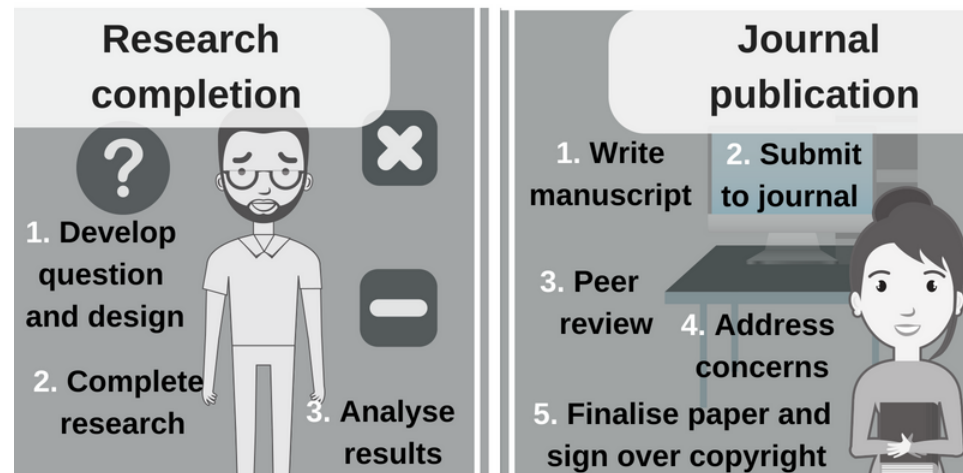 Research
completion
?
1. Develop
question
and design
2. Complete
research
3. Analyse
results
Journal
publication
1. Write
manuscript
2. Submit
to journal
3. Peer
review
4. Address
concerns
5. Finalise paper and
sign over copyright